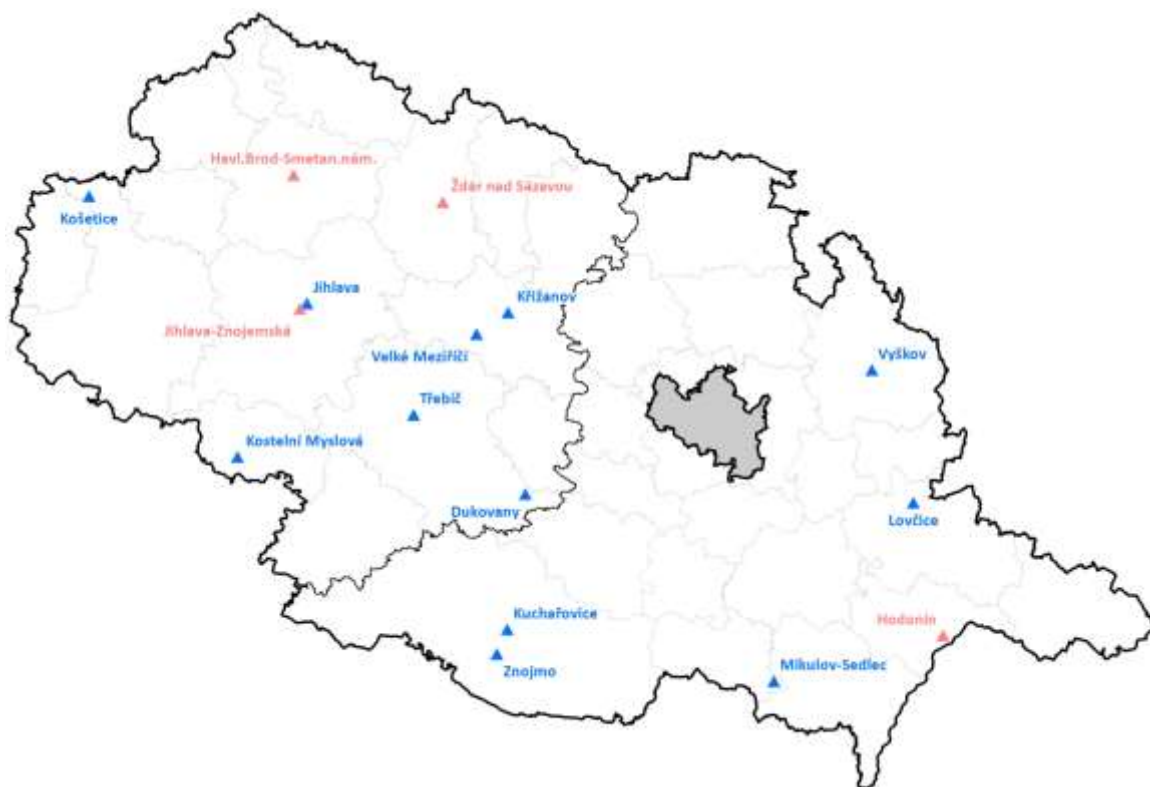 Havl.Brod-Smetan.nám.
Žďár nad Sázavou
Košetice
Jihlava
Křižanov
Jihlava-Znojemská
Velké Meziříčí
Vyškov
Třebíč
Kostelní Myslová
Dukovany
Lovčice
Kuchařovice
Hodonín
Znojmo
Mikulov-Sedlec